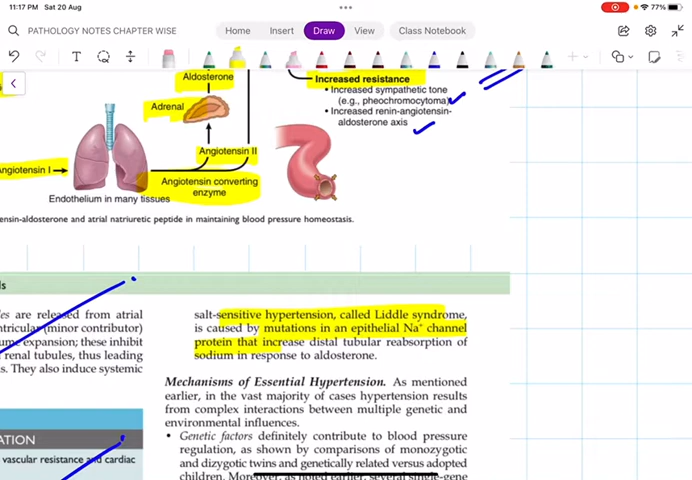 11:17 PM Sat 20 Aug
77%
PATHOLOGY NOTES CHAPTER WISE
Home Insert Draw View Class Notebook
Aldosterone
Adrenal
Increased resistance
• Increased sympathetic tone
(e.g., pheochromocytoma)
• Increased renin-angiotensin-
aldosterone axis
Angiotensin II
Angiotensin I
Angiotensin converting
enzyme
Endothelium in many tissues
ensin-aldosterone and atrial natriuretic peptide in maintaining blood pressure homeostasis.
ds
es are released from atrial
ntricular (minor contributor)
ume expansion; these inhibit
renal tubules, thus leading
s. They also induce systemic
ATION
vascular resistance and cardiac
salt-sensitive hypertension, called Liddle syndrome,
is caused by mutations in an epithelial Na+ channel
protein that increase distal tubular reabsorption of
sodium in response to aldosterone.
Mechanisms of Essential Hypertension. As mentioned
earlier, in the vast majority of cases hypertension results
from complex interactions between multiple genetic and
environmental influences.
• Genetic factors definitely contribute to blood pressure
regulation, as shown by comparisons of monozygotic
and dizygotic twins and genetically related versus adopted
children. Moreover, as noted earlier, several single-gene